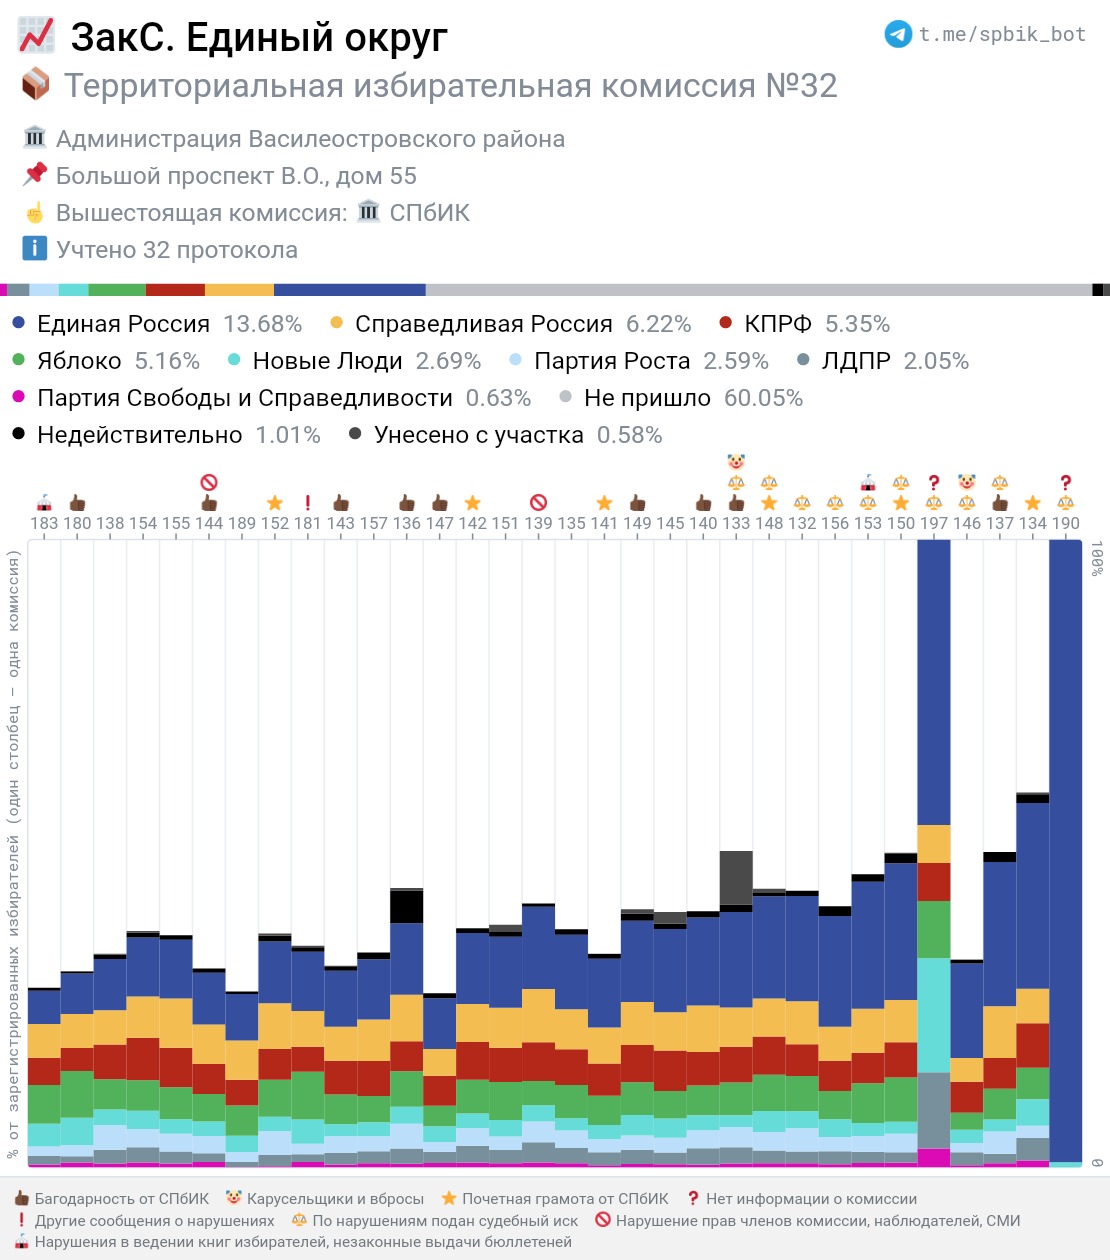 ЗакС. Единый округ
t.me/spbik_bot
Территориальная избирательная комиссия №32
Администрация Василеостровского района
Большой проспект В.О., дом 55
Вышестоящая комиссия: СПбИК
Учтено 32 протокола
Единая Россия 13.68% Справедливая Россия 6.22% КПРФ 5.35%
Яблоко 5.16% Новые Люди 2.69% Партия Роста 2.59% ЛДПР 2.05%
Партия Свободы и Справедливости 0.63% Не пришло 60.05%
Недействительно 1.01% Унесено с участка 0.58%
183 180 138 154 155 144 189 152 181 143 157 136 147 142 151 139 135 141 149 145 140 133 148 132 156 153 150 197 146 137 134 190
% от зарегистрированных избирателей (один столбец – одна комиссия)
100%
0
Багодарность от СПбИК Карусельщики и вбросы Почетная грамота от СПбИК Нет информации о комиссии
Другие сообщения о нарушениях По нарушениям подан судебный иск Нарушение прав членов комиссии, наблюдателей, СМИ
Нарушения в ведении книг избирателей, незаконные выдачи бюллетеней